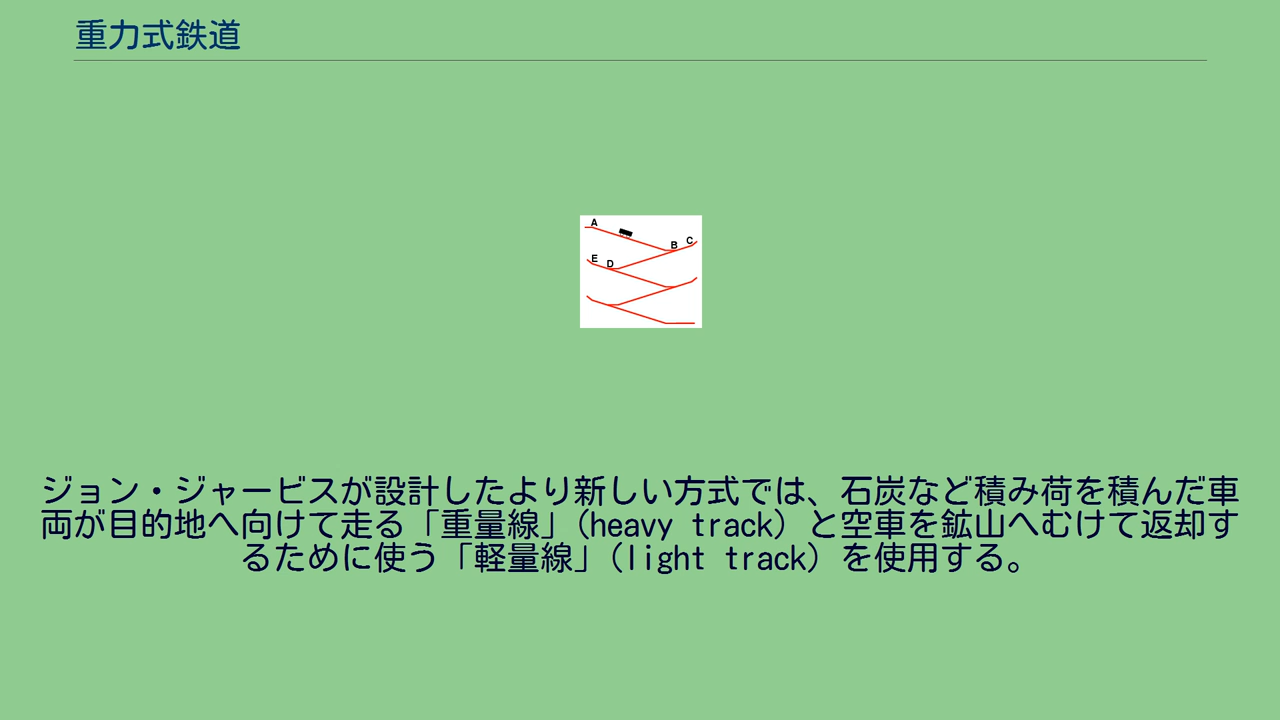 重力式鉄道
A
B
C
E
D
ジョン・ジャービスが設計したより新しい方式では、石炭など積み荷を積んだ車
両が目的地へ向けて走る「重量線」(heavy track) と空車を鉱山へむけて返却す
るために使う「軽量線」(light track) を使用する。